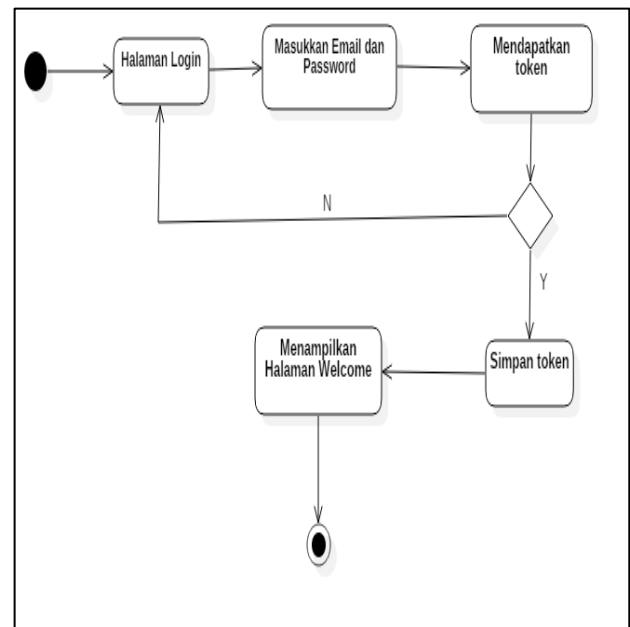 Halaman Login
Masukkan Email dan
Password
Mendapatkan
token
N
Y
Menampilkan
Halaman Welcome
Simpan token